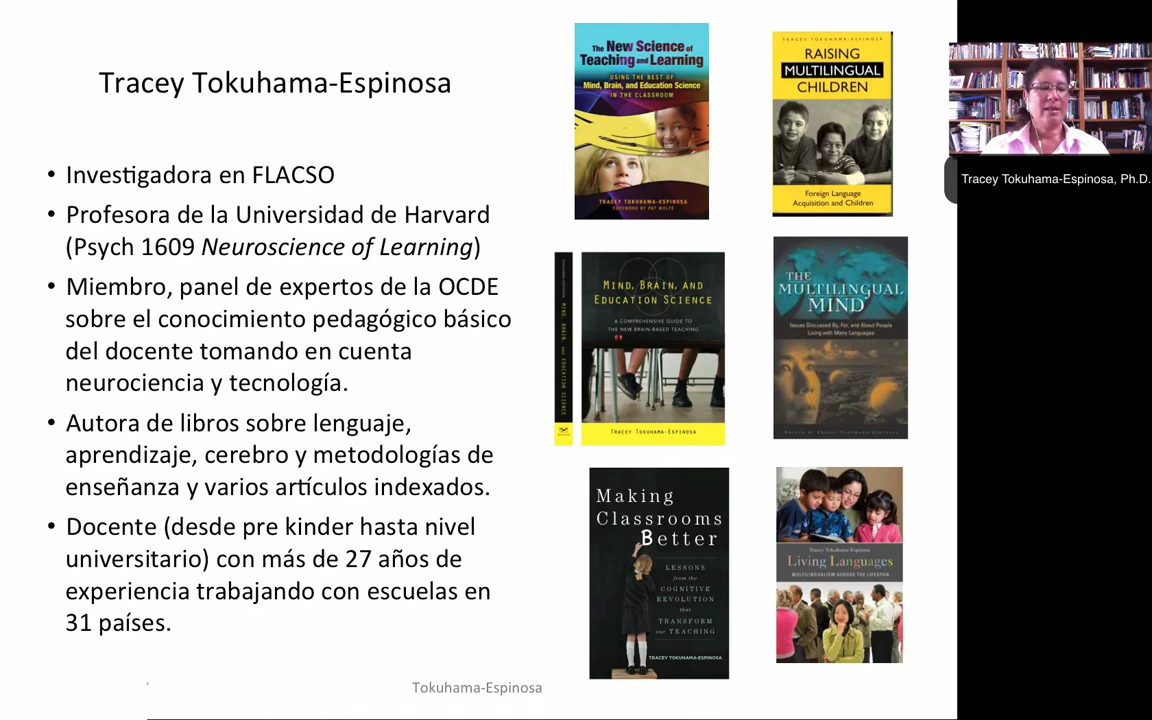 Tracey Tokuhama-Espinosa
• Investigadora en FLACSO
• Profesora de la Universidad de Harvard
(Psych 1609 Neuroscience of Learning)
• Miembro, panel de expertos de la OCDE
sobre el conocimiento pedagógico básico
del docente tomando en cuenta
neurociencia y tecnología.
• Autora de libros sobre lenguaje,
aprendizaje, cerebro y metodologías de
enseñanza y varios artículos indexados.
• Docente (desde pre kinder hasta nivel
universitario) con más de 27 años de
experiencia trabajando con escuelas en
31 países.
Tokuhama-Espinosa
The New Science of
Teaching and Learning
USING THE BEST OF
Mind, Brain, and Education Science
IN THE CLASSROOM
TRACEY TOKUHAMA-ESPINOSA
FOREWORD BY PAT WOLFE
TRACEY TOKUHAMA-ESPINOSA
RAISING
MULTILINGUAL
CHILDREN
Foreign Language
Acquisition and Children
MIND, BRAIN, AND EDUCATION SCIENCE
MIND, BRAIN, AND
EDUCATION SCIENCE
A COMPREHENSIVE GUIDE TO
THE NEW BRAIN-BASED TEACHING
TRACEY TOKUHAMA-ESPINOSA
THE
MULTILINGUAL
MIND
Issues Discussed By, For, and About People
Living with Many Languages
Making
Classrooms
Better
LESSONS
from the
COGNITIVE
REVOLUTION
that
TRANSFORM
our TEACHING
TRACEY TOKUHAMA-ESPINOSA
Tracey Tokuhama-Espinosa
Living Languages
MULTILINGUALISM ACROSS THE LIFESPAN
Tracey Tokuhama-Espinosa, Ph.D.